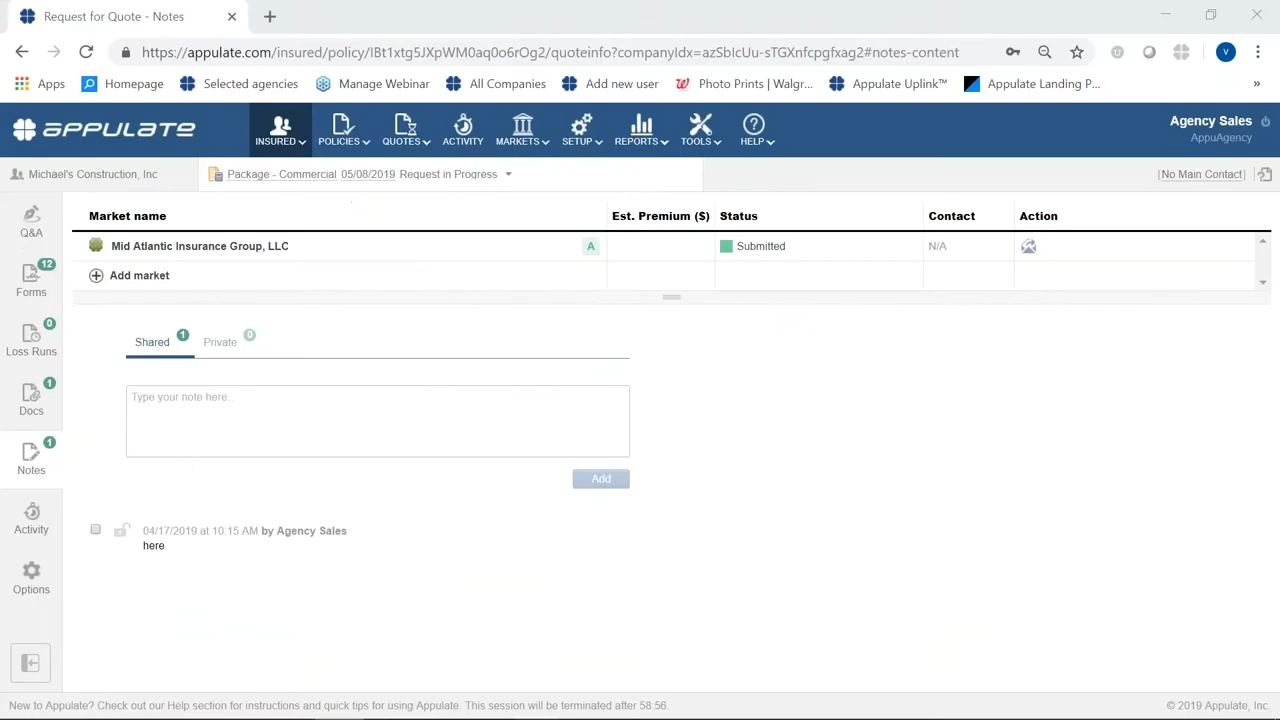 Request for Quote - Notes
https://appulate.com/insured/policy/IBt1xtg5JXpWM0aq0o6rOg2/quoteinfo?companyIdx=azSbIcUu-sTGXnfcpgfxag2#notes-content
V
Apps Homepage Selected agencies Manage Webinar All Companies Add new user Photo Prints | Walgr... Appulate Uplink™ Appulate Landing P... »
APPULATE
INSURED POLICIES QUOTES ACTIVITY MARKETS SETUP REPORTS TOOLS HELP
Agency Sales
AppuAgency
Michael's Construction, Inc Package - Commercial 05/08/2019 Request in Progress [No Main Contact]
Market name Est. Premium ($) Status Contact Action
Mid Atlantic Insurance Group, LLC A Submitted N/A
Add market
Q&A
12
Forms
0
Loss Runs
1
Docs
1
Notes
Activity
Options
Shared 1 Private 0
Type your note here...
Add
04/17/2019 at 10:15 AM by Agency Sales
here
New to Appulate? Check out our Help section for instructions and quick tips for using Appulate. This session will be terminated after 58:56.
© 2019 Appulate, Inc.